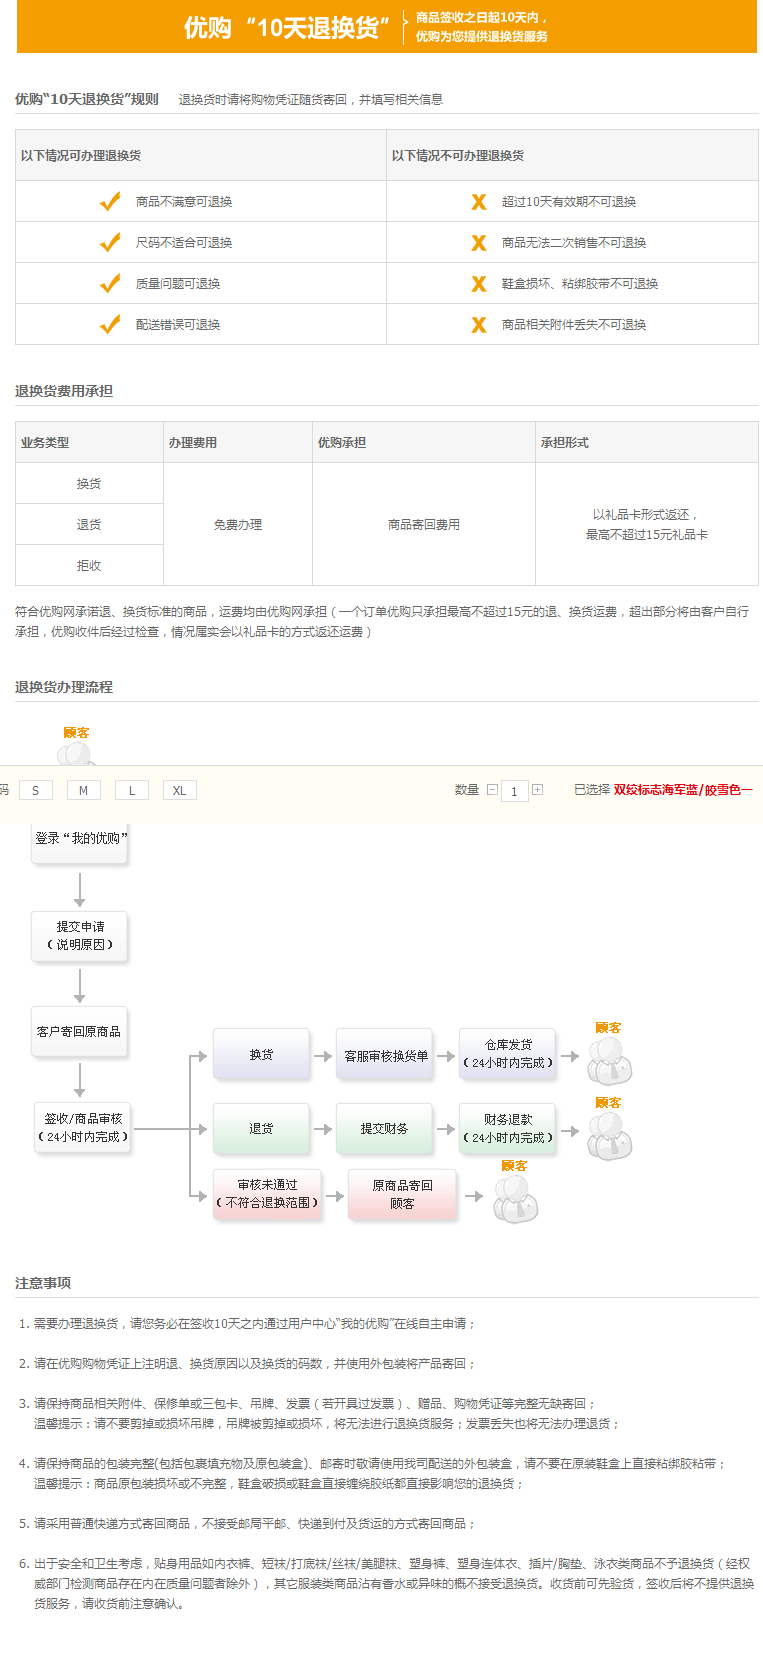 优购 “10天退换货”
商品签收之日起10天内，
优购为您提供退换货服务
优购“10天退换货”规则 退换货时请将购物凭证随货寄回，并填写相关信息
以下情况可办理退换货 以下情况不可办理退换货
商品不满意可退换 超过10天有效期不可退换
尺码不适合可退换 商品无法二次销售不可退换
质量问题可退换 鞋盒损坏、粘绑胶带不可退换
配送错误可退换 商品相关附件丢失不可退换
退换货费用承担
业务类型 办理费用 优购承担 承担形式
换货
退货 免费办理 商品寄回费用
以礼品卡形式返还，
最高不超过15元礼品卡
拒收
符合优购网承诺退、换货标准的商品，运费均由优购网承担（一个订单优购只承担最高不超过15元的退、换货运费，超出部分将由客户自行
承担，优购收件后经过检查，情况属实会以礼品卡的方式返还运费）
退换货办理流程
顾客
码 S M L XL 数量 1 已选择 双绞标志海军蓝/皎雪色一
登录“我的优购”
提交申请
（说明原因）
客户寄回原商品
签收/商品审核
（24小时内完成）
换货 客服审核换货单
仓库发货
（24小时内完成）
顾客
退货 提交财务
财务退款
（24小时内完成）
顾客
审核未通过
（不符合退换范围）
原商品寄回
顾客
顾客
注意事项
1. 需要办理退换货，请您务必在签收10天之内通过用户中心“我的优购”在线自主申请；
2. 请在优购购物凭证上注明退、换货原因以及换货的码数，并使用外包装将产品寄回；
3. 请保持商品相关附件、保修单或三包卡、吊牌、发票（若开具过发票）、赠品、购物凭证等完整无缺寄回；
温馨提示：请不要剪掉或损坏吊牌，吊牌被剪掉或损坏，将无法进行退换货服务；发票丢失也将无法办理退货；
4. 请保持商品的包装完整(包括包裹填充物及原包装盒)、邮寄时敬请使用我司配送的外包装盒，请不要在原装鞋盒上直接粘绑胶粘带；
温馨提示：商品原包装损坏或不完整，鞋盒破损或鞋盒直接缠绕胶纸都直接影响您的退换货；
5. 请采用普通快递方式寄回商品，不接受邮局平邮、快递到付及货运的方式寄回商品；
6. 出于安全和卫生考虑，贴身用品如内衣裤、短袜/打底袜/丝袜/美腿袜、塑身裤、塑身连体衣、插片/胸垫、泳衣类商品不予退换货（经权
威部门检测商品存在内在质量问题者除外），其它服装类商品沾有香水或异味的概不接受退换货。收货前可先验货，签收后将不提供退换
货服务，请收货前注意确认。